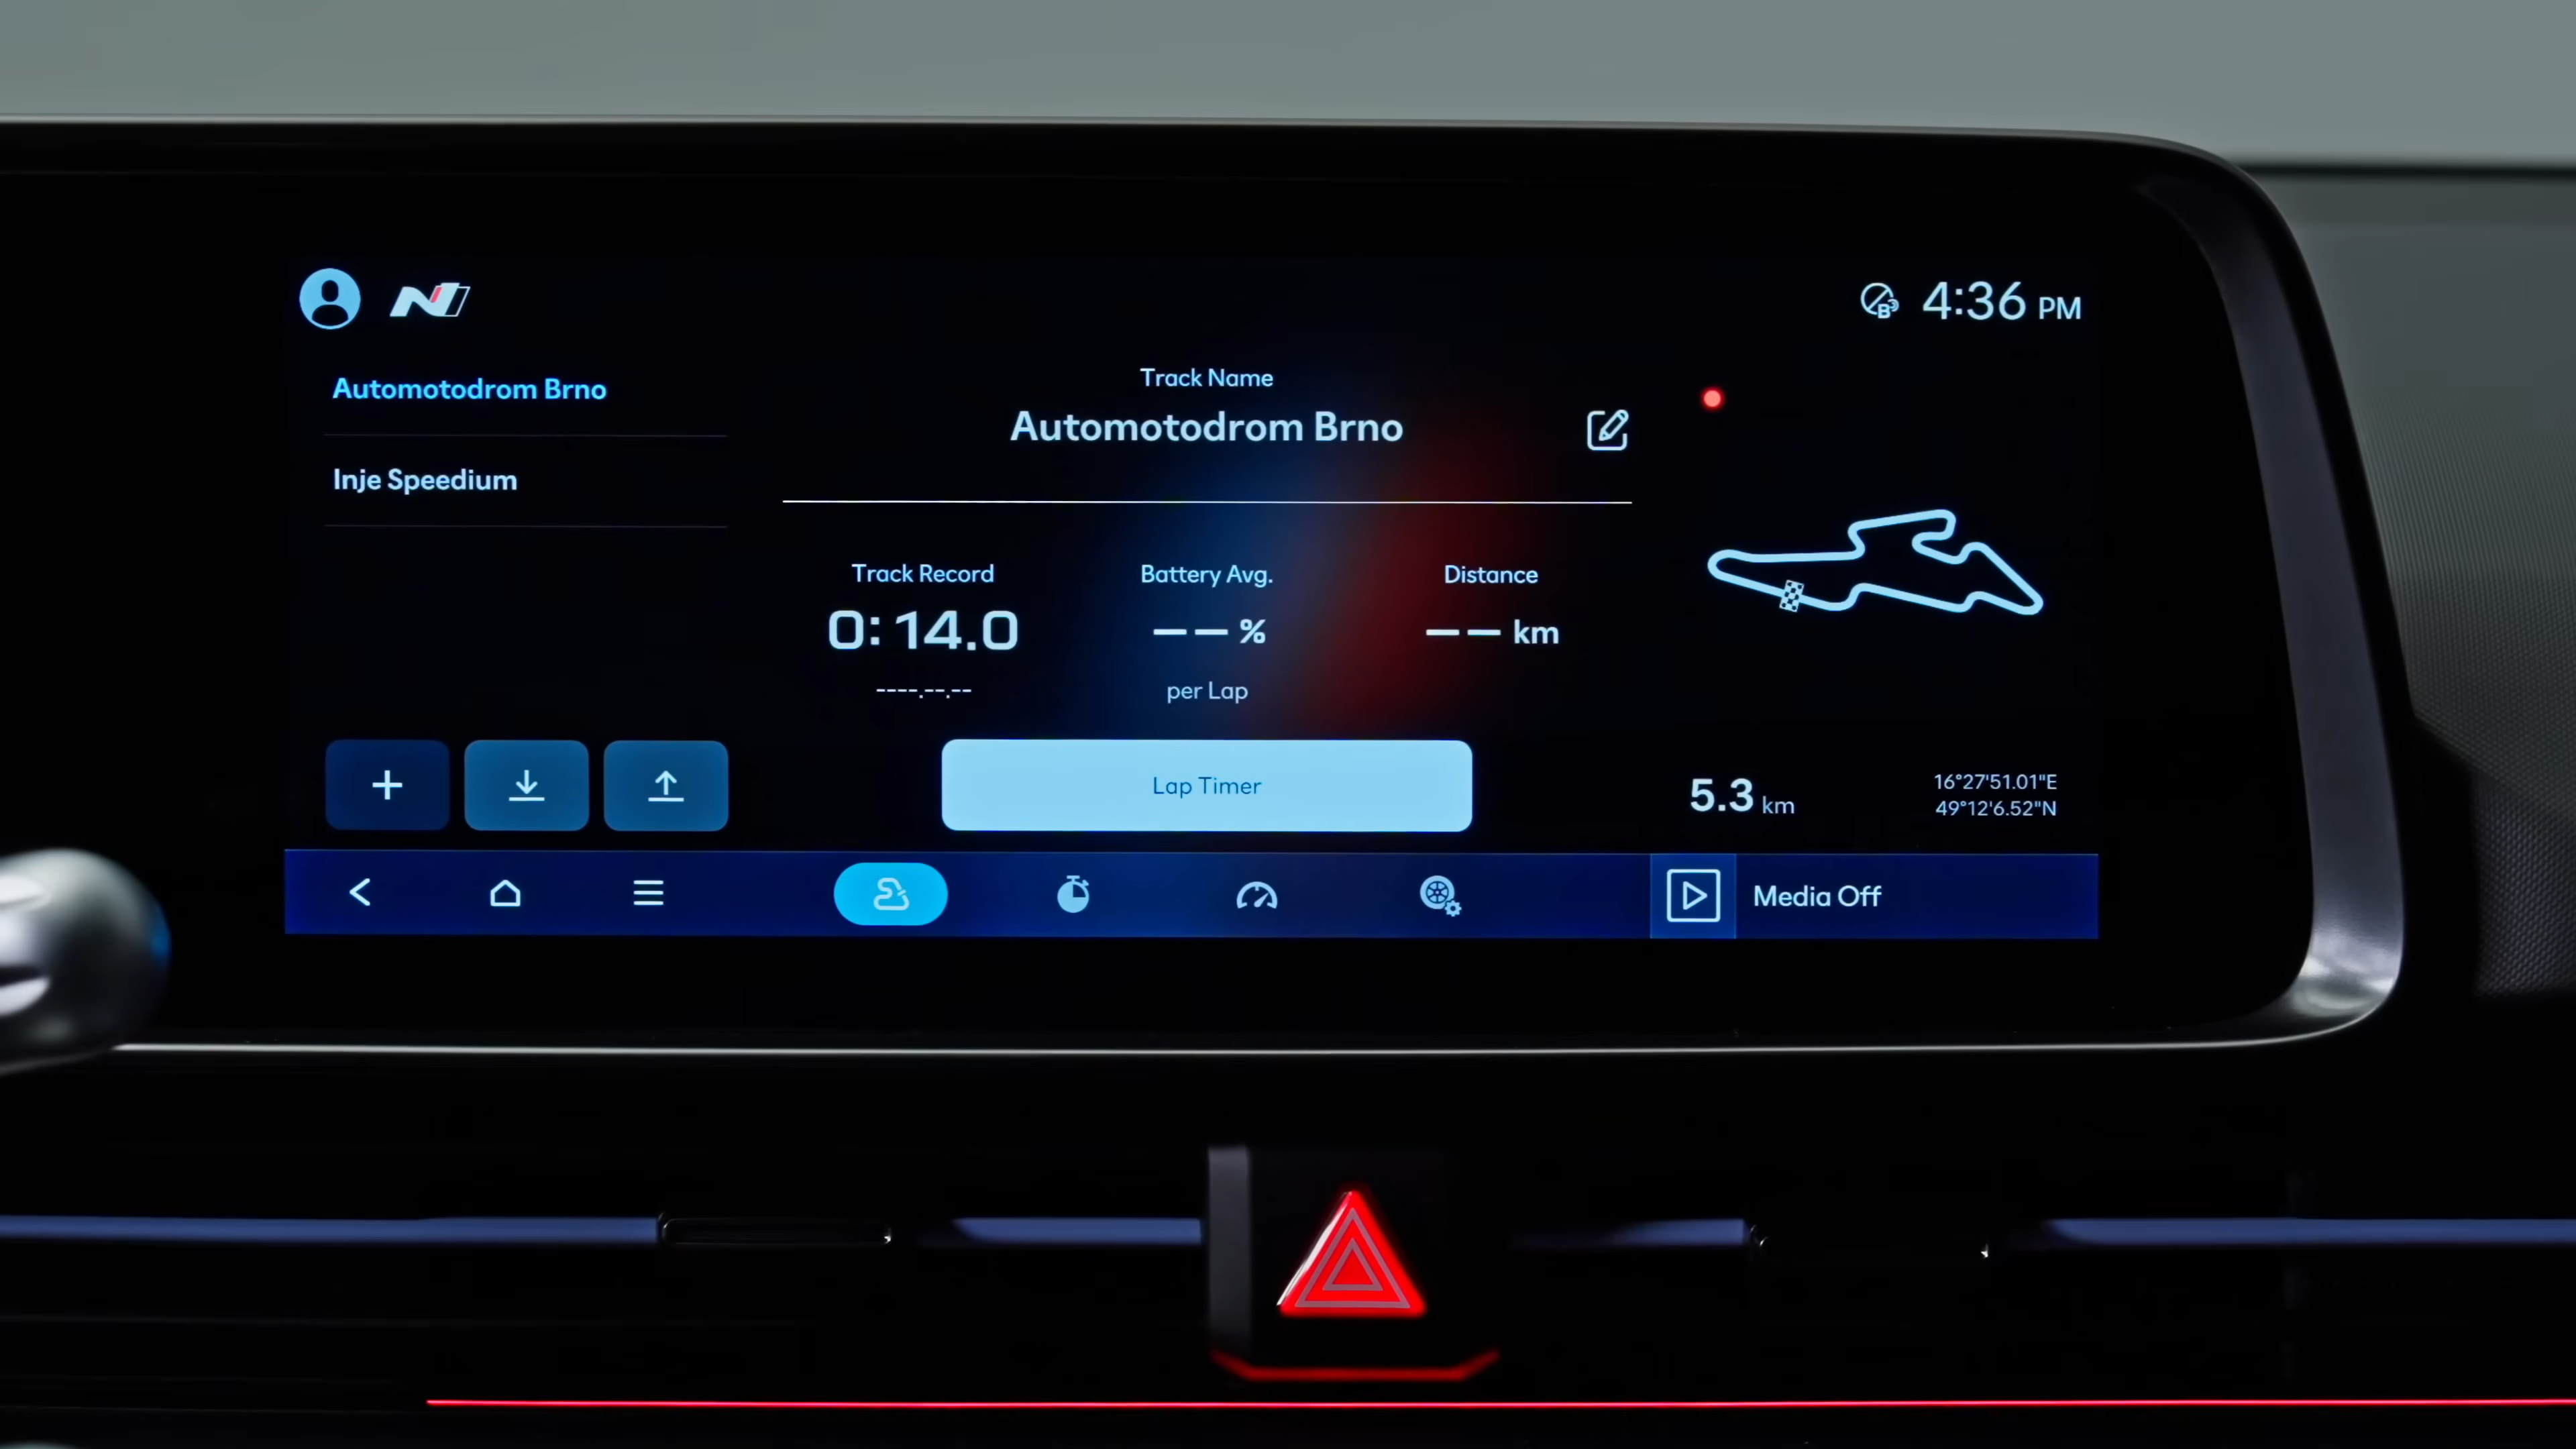 N
4:36 PM
Automotodrom Brno
Inje Speedium
Track Name
Automotodrom Brno
Track Record
0:14.0
----.--.--
Battery Avg.
-- %
per Lap
Distance
-- km
Lap Timer
5.3 km
16°27'51.01"E
49°12'6.52"N
Media Off